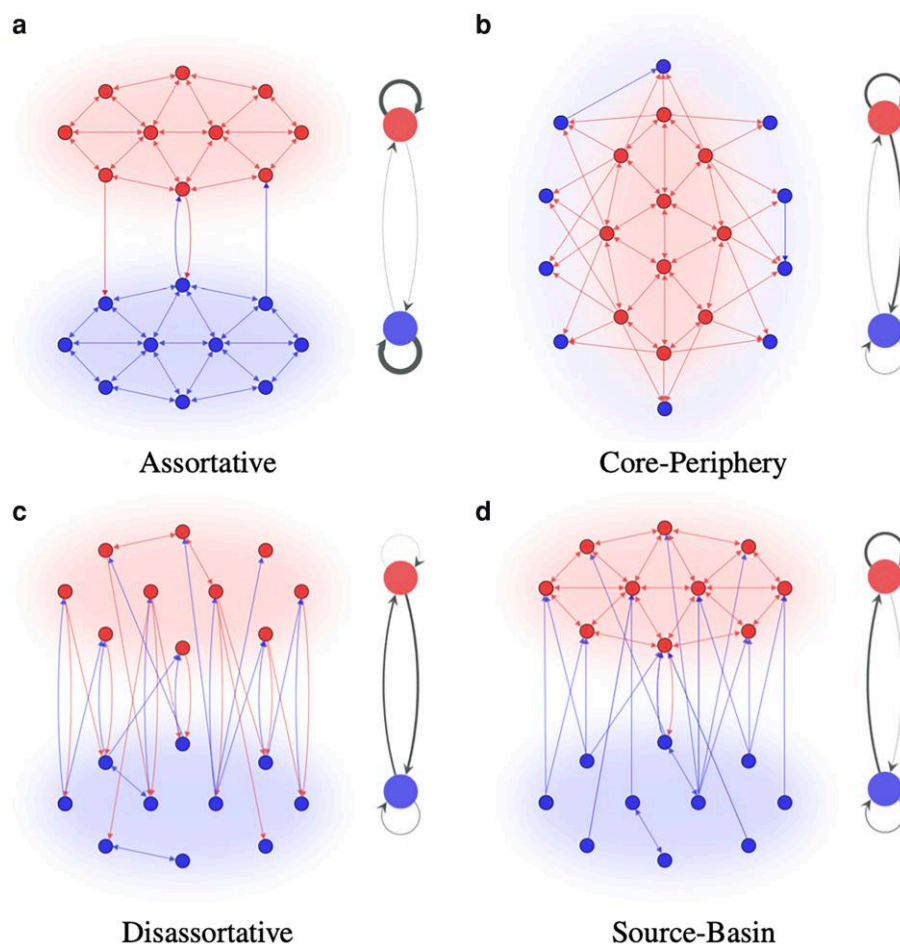 a
b
Assortative
Core-Periphery
c
d
Disassortative
Source-Basin